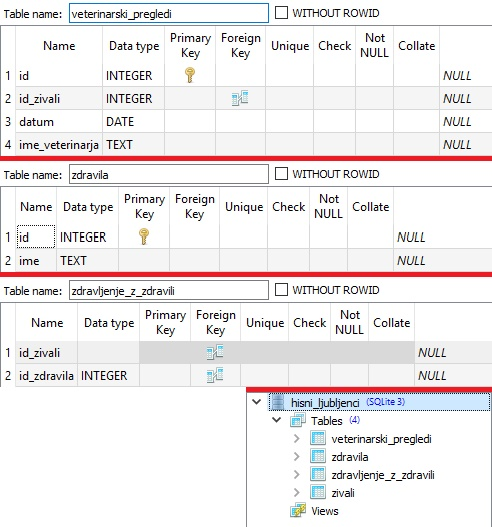 Table name: veterinarski_pregledi WITHOUT ROWID
Name Data type Primary Key Foreign Key Unique Check Not NULL Collate
1 id INTEGER NULL
2 id_zivali INTEGER NULL
3 datum DATE NULL
4 ime_veterinarja TEXT NULL
Table name: zdravila WITHOUT ROWID
Name Data type Primary Key Foreign Key Unique Check Not NULL Collate
1 id INTEGER NULL
2 ime TEXT NULL
Table name: zdravljenje_z_zdravili WITHOUT ROWID
Name Data type Primary Key Foreign Key Unique Check Not NULL Collate
1 id_zivali NULL
2 id_zdravila INTEGER NULL
hisni_ljubljenci (SQLite 3)
Tables (4)
veterinarski_pregledi
zdravila
zdravljenje_z_zdravili
zivali
Views